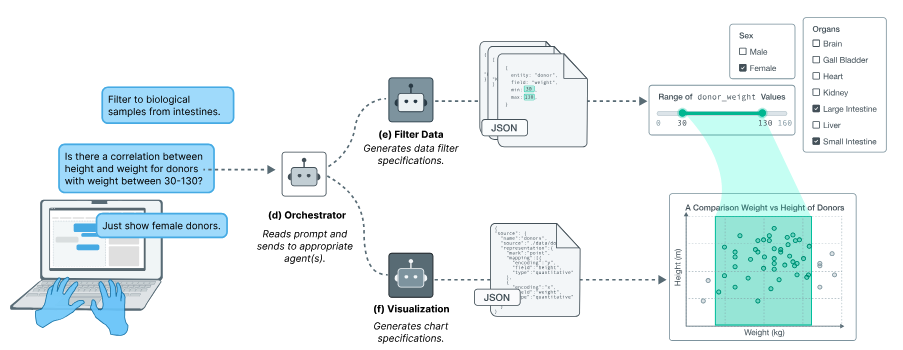 Filter to biological
samples from intestines.
Is there a correlation between
height and weight for donors
with weight between 30-130?
Just show female donors.
(d) Orchestrator
Reads prompt and
sends to appropriate
agent(s).
(e) Filter Data
Generates data filter
specifications.
(f) Visualization
Generates chart
specifications.
{
entity: "donor",
field: "weight",
min: 30,
max: 130,
}
JSON
{
"source": {
"name":"donors",
"source":
"representation":{
"mark":"point",
"mapping":[{
"encoding":"y",
"field":"height",
"type":"quantitative"
"encoding":"x",
"weight",
"quantitative"
JSON
Sex
Male
Female
Organs
Brain
Gall Bladder
Heart
Kidney
Large Intestine
Liver
Small Intestine
Range of donor_weight Values
0 30 130 160
A Comparison Weight vs Height of Donors
Height (m)
Weight (kg)